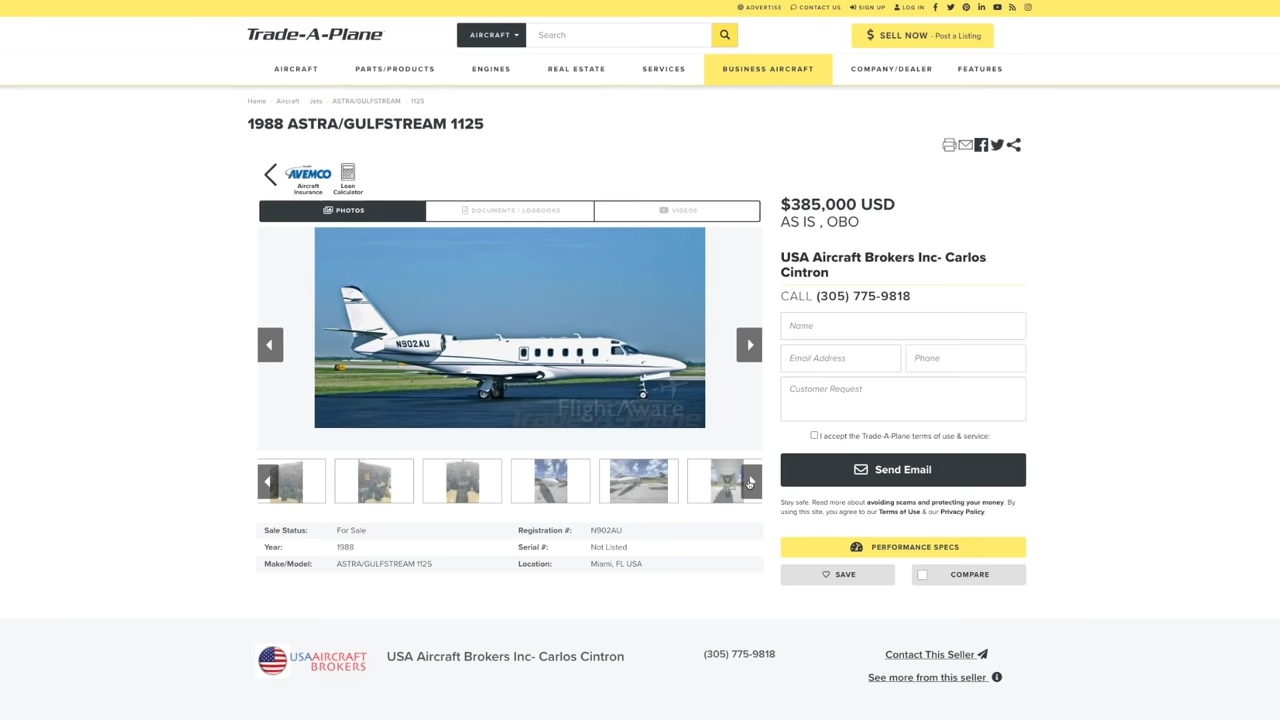 ADVERTISE CONTACT US SIGN UP LOG IN
Trade-A-Plane
AIRCRAFT
Search
$ SELL NOW - Post a Listing
AIRCRAFT PARTS/PRODUCTS ENGINES REAL ESTATE SERVICES BUSINESS AIRCRAFT COMPANY/DEALER FEATURES
Home Aircraft Jets ASTRA/GULFSTREAM 1125
1988 ASTRA/GULFSTREAM 1125
AVEMCO
Aircraft Insurance
Loan Calculator
PHOTOS DOCUMENTS / LOGBOOKS VIDEOS
N902AU
FlightAware
Trade-A-Plane
$385,000 USD
AS IS , OBO
USA Aircraft Brokers Inc- Carlos
Cintron
CALL (305) 775-9818
Name
Email Address Phone
Customer Request
I accept the Trade-A-Plane terms of use & service:
Send Email
Stay safe. Read more about avoiding scams and protecting your money. By
using this site, you agree to our Terms of Use & our Privacy Policy.
PERFORMANCE SPECS
SAVE COMPARE
Sale Status: For Sale Registration #: N902AU
Year: 1988 Serial #: Not Listed
Make/Model: ASTRA/GULFSTREAM 1125 Location: Miami, FL USA
USAAIRCRAFT
BROKERS
USA Aircraft Brokers Inc- Carlos Cintron
(305) 775-9818
Contact This Seller
See more from this seller